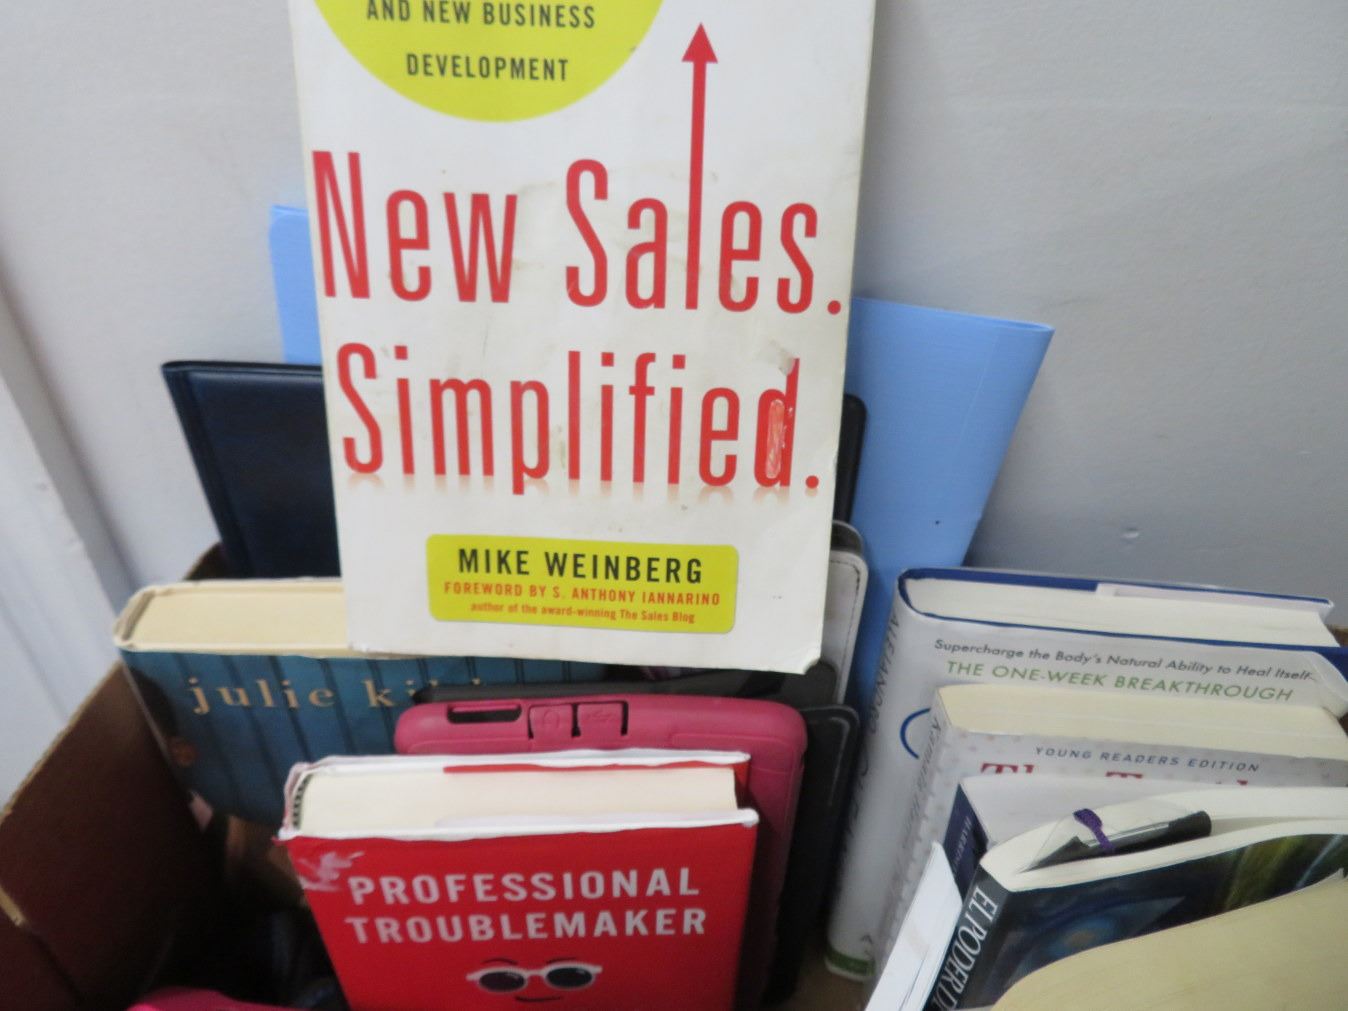 AND NEW BUSINESS
DEVELOPMENT
New Sales.
Simplified.
MIKE WEINBERG
FOREWORD BY S. ANTHONY IANNARINO
author of the award-winning The Sales Blog
julie
PROFESSIONAL
TROUBLEMAKER
Supercharge the Body's Natural Ability to Heal Itself
THE ONE-WEEK BREAKTHROUGH
YOUNG READERS EDITION
EL PODER